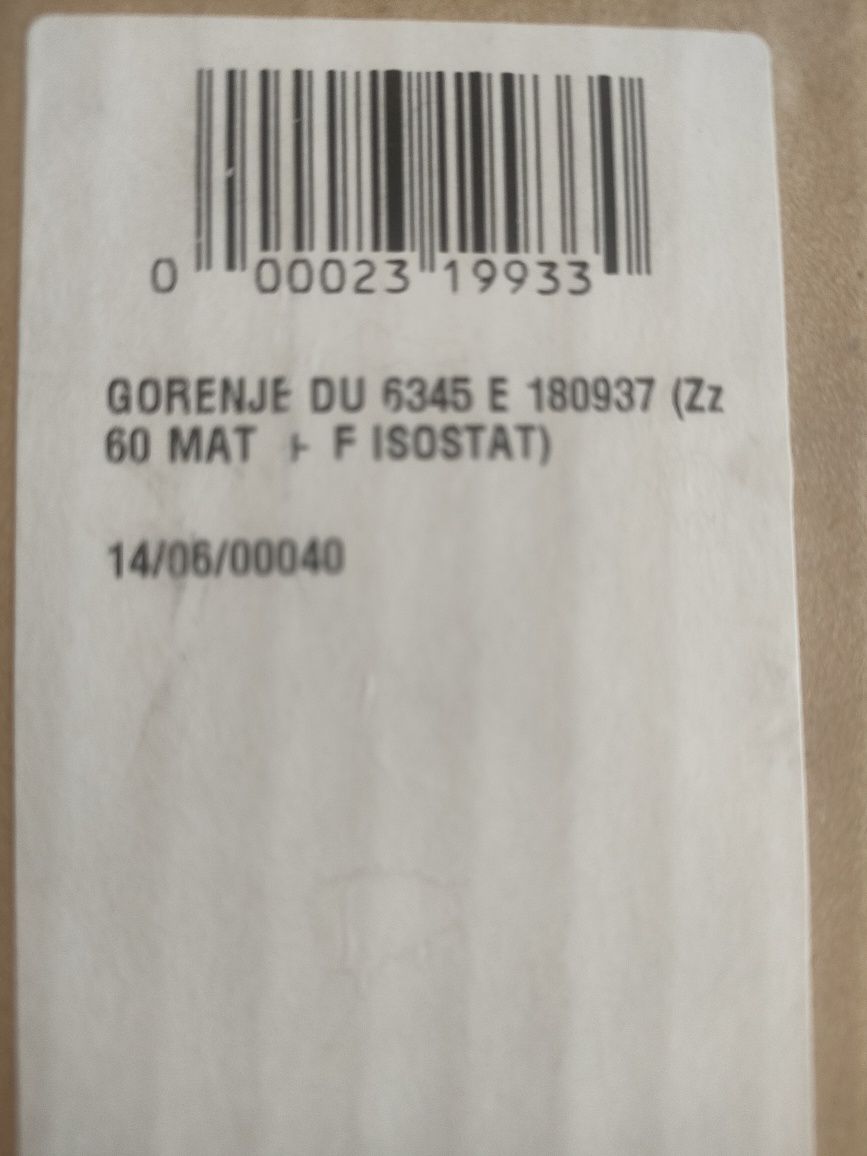 0 00023 19933
GORENJE DU 6345 E 180937 (Zz
60 MAT F ISOSTAT)
14/06/00040